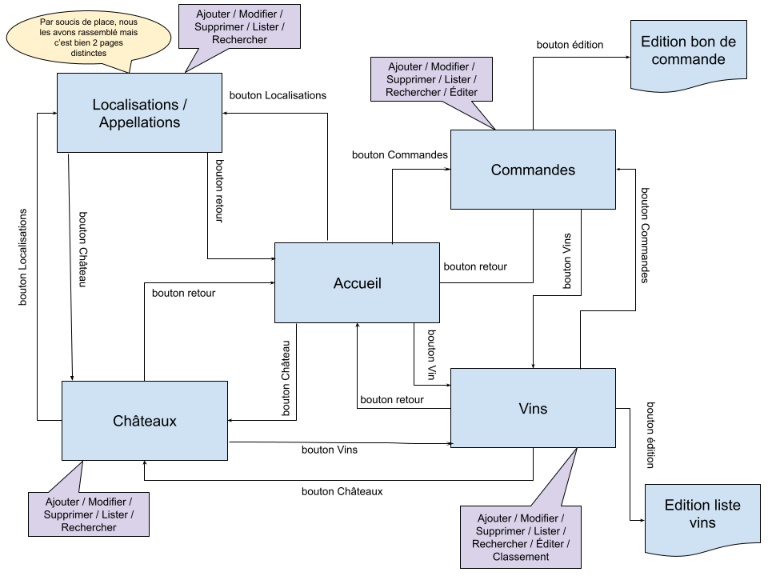 Par soucis de place, nous
les avons rassemblé mais
c'est bien 2 pages
distinctes
Ajouter / Modifier /
Supprimer / Lister /
Rechercher
bouton édition
Edition bon de
commande
Ajouter / Modifier /
Supprimer / Lister /
Rechercher / Éditer
Localisations /
Appellations
bouton Localisations
bouton Commandes
Commandes
bouton retour
bouton Localisations
bouton Château
bouton Vins
bouton Commandes
Accueil
bouton retour
bouton retour
bouton Château
bouton Vin
bouton retour
Châteaux
Vins
bouton édition
bouton Vins
bouton Châteaux
Ajouter / Modifier /
Supprimer / Lister /
Rechercher
Ajouter / Modifier /
Supprimer / Lister /
Rechercher / Éditer /
Classement
Edition liste
vins